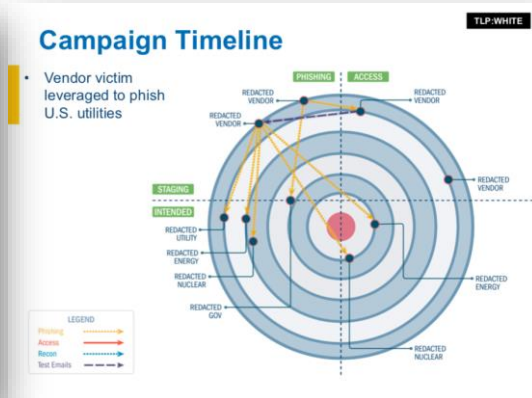 TLP:WHITE
Campaign Timeline
• Vendor victim
leveraged to phish
U.S. utilities
PHISHING
ACCESS
REDACTED
VENDOR
REDACTED
VENDOR
REDACTED
VENDOR
REDACTED
VENDOR
STAGING
INTENDED
REDACTED
UTILITY
REDACTED
ENERGY
REDACTED
NUCLEAR
REDACTED
GOV
REDACTED
ENERGY
REDACTED
NUCLEAR
LEGEND
Phishing
Access
Recon
Test Emails